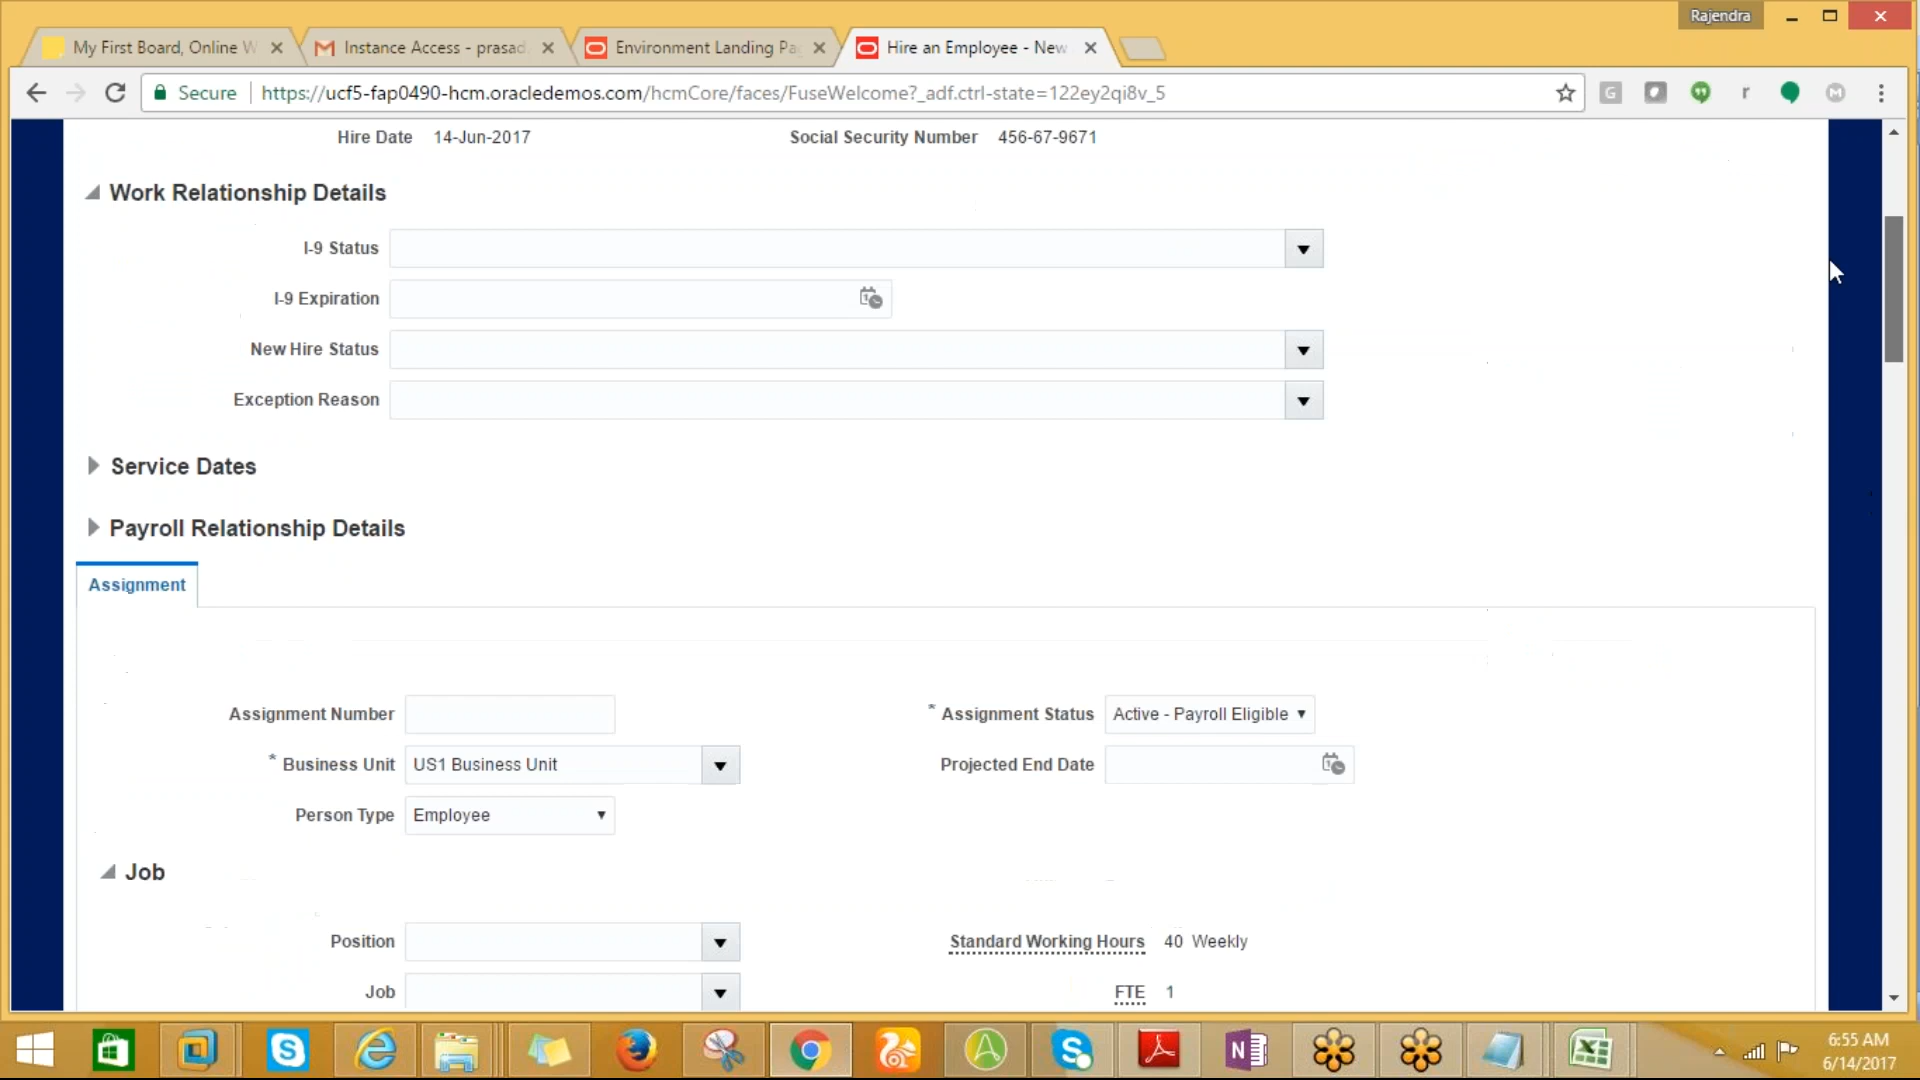 Rajendra
My First Board, Online W
Instance Access - prasad
Environment Landing Pa
Hire an Employee - New
Secure
https://ucf5-fap0490-hcm.oracledemos.com/hcmCore/faces/FuseWelcome?_adf.ctrl-state=122ey2qi8v_5
Hire Date 14-Jun-2017
Social Security Number 456-67-9671
Work Relationship Details
I-9 Status
I-9 Expiration
New Hire Status
Exception Reason
Service Dates
Payroll Relationship Details
Assignment
Assignment Number
* Assignment Status Active - Payroll Eligible
* Business Unit US1 Business Unit
Projected End Date
Person Type Employee
Job
Position
Standard Working Hours 40 Weekly
Job
FTE 1
6:55 AM
6/14/2017